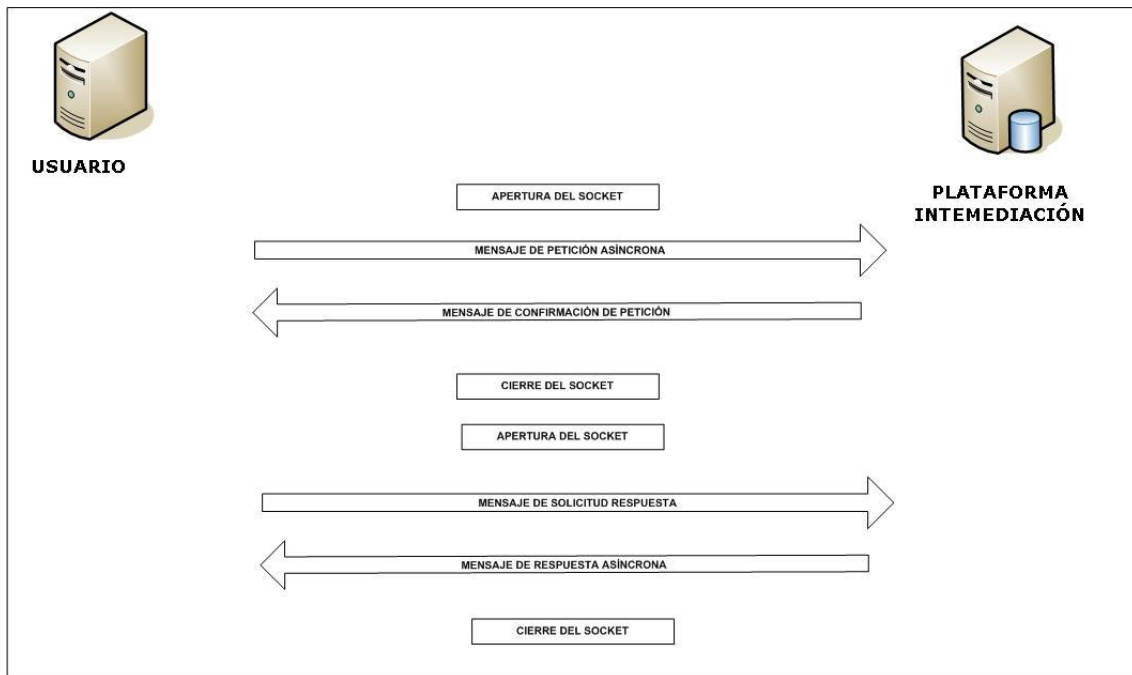 USUARIO
PLATAFORMA
INTEMEDIACIÓN
APERTURA DEL SOCKET
MENSAJE DE PETICIÓN ASÍNCRONA
MENSAJE DE CONFIRMACIÓN DE PETICIÓN
CIERRE DEL SOCKET
APERTURA DEL SOCKET
MENSAJE DE SOLICITUD RESPUESTA
MENSAJE DE RESPUESTA ASÍNCRONA
CIERRE DEL SOCKET